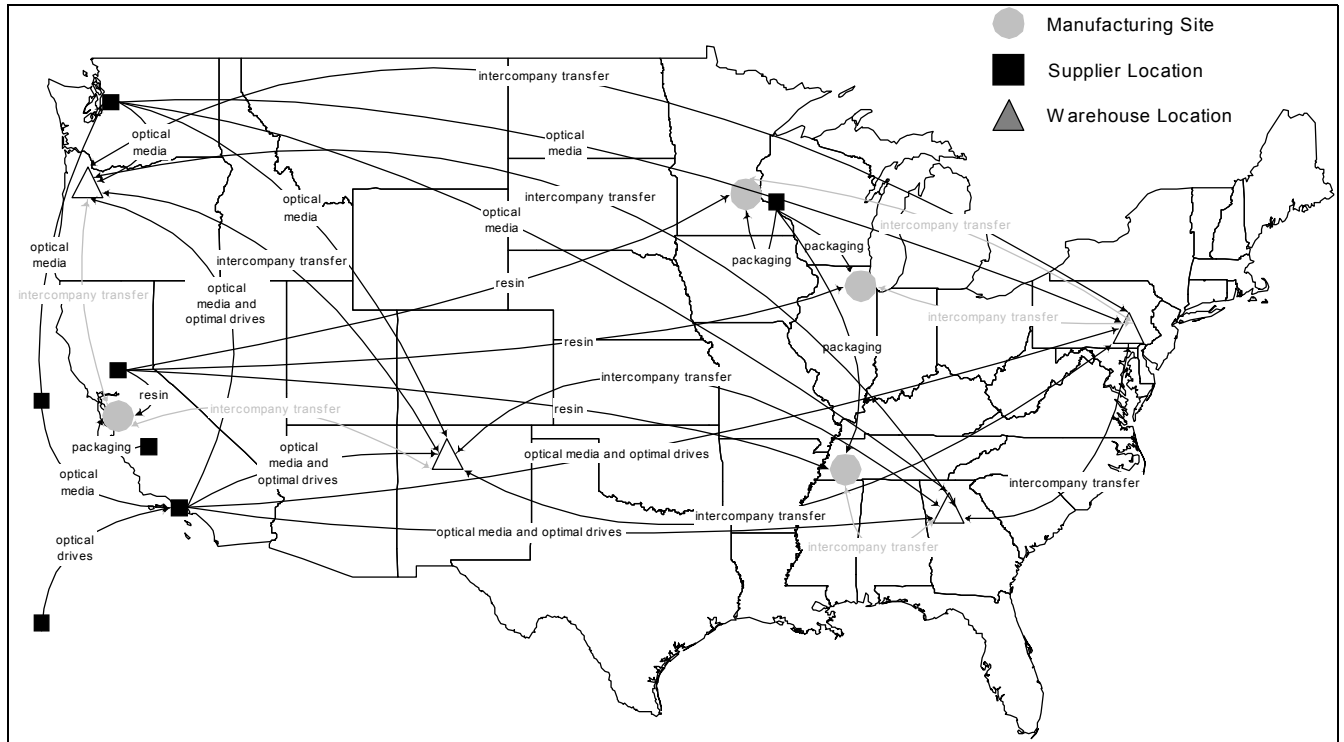 Manufacturing Site
Supplier Location
Warehouse Location
intercompany transfer
optical
media
optical
media
optical
media
intercompany transfer
optical
media
intercompany transfer
packaging
packaging
optical
media
intercompany transfer
intercompany transfer
optical
media and
optimal drives
resin
intercompany transfer
resin
packaging
intercompany transfer
resin
intercompany transfer
resin
packaging
optical
media and
optimal drives
optical media and optimal drives
optical
media
intercompany transfer
intercompany transfer
optical media and optimal drives
intercompany transfer
optical
drives